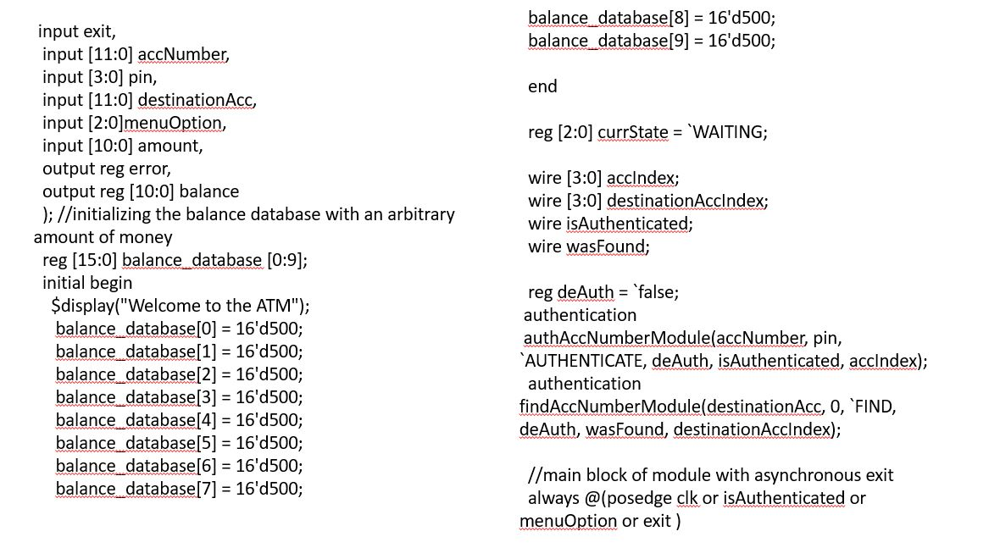 input exit,
input [11:0] accNumber,
input [3:0] pin,
input [11:0] destinationAcc,
input [2:0]menuOption,
input [10:0] amount,
output reg error,
output reg [10:0] balance
); //initializing the balance database with an arbitrary
amount of money
reg [15:0] balance_database [0:9];
initial begin
$display("Welcome to the ATM");
balance_database[0] = 16'd500;
balance_database[1] = 16'd500;
balance_database[2] = 16'd500;
balance_database[3] = 16'd500;
balance_database[4] = 16'd500;
balance_database[5] = 16'd500;
balance_database[6] = 16'd500;
balance_database[7] = 16'd500;
balance_database[8] = 16'd500;
balance_database[9] = 16'd500;
end
reg [2:0] currState = `WAITING;
wire [3:0] accIndex;
wire [3:0] destinationAccIndex;
wire isAuthenticated;
wire wasFound;
reg deAuth = `false;
authentication
authAccNumberModule(accNumber, pin,
`AUTHENTICATE, deAuth, isAuthenticated, accIndex);
authentication
findAccNumberModule(destinationAcc, 0, `FIND,
deAuth, wasFound, destinationAccIndex);
//main block of module with asynchronous exit
always @(posedge clk or isAuthenticated or
menuOption or exit )